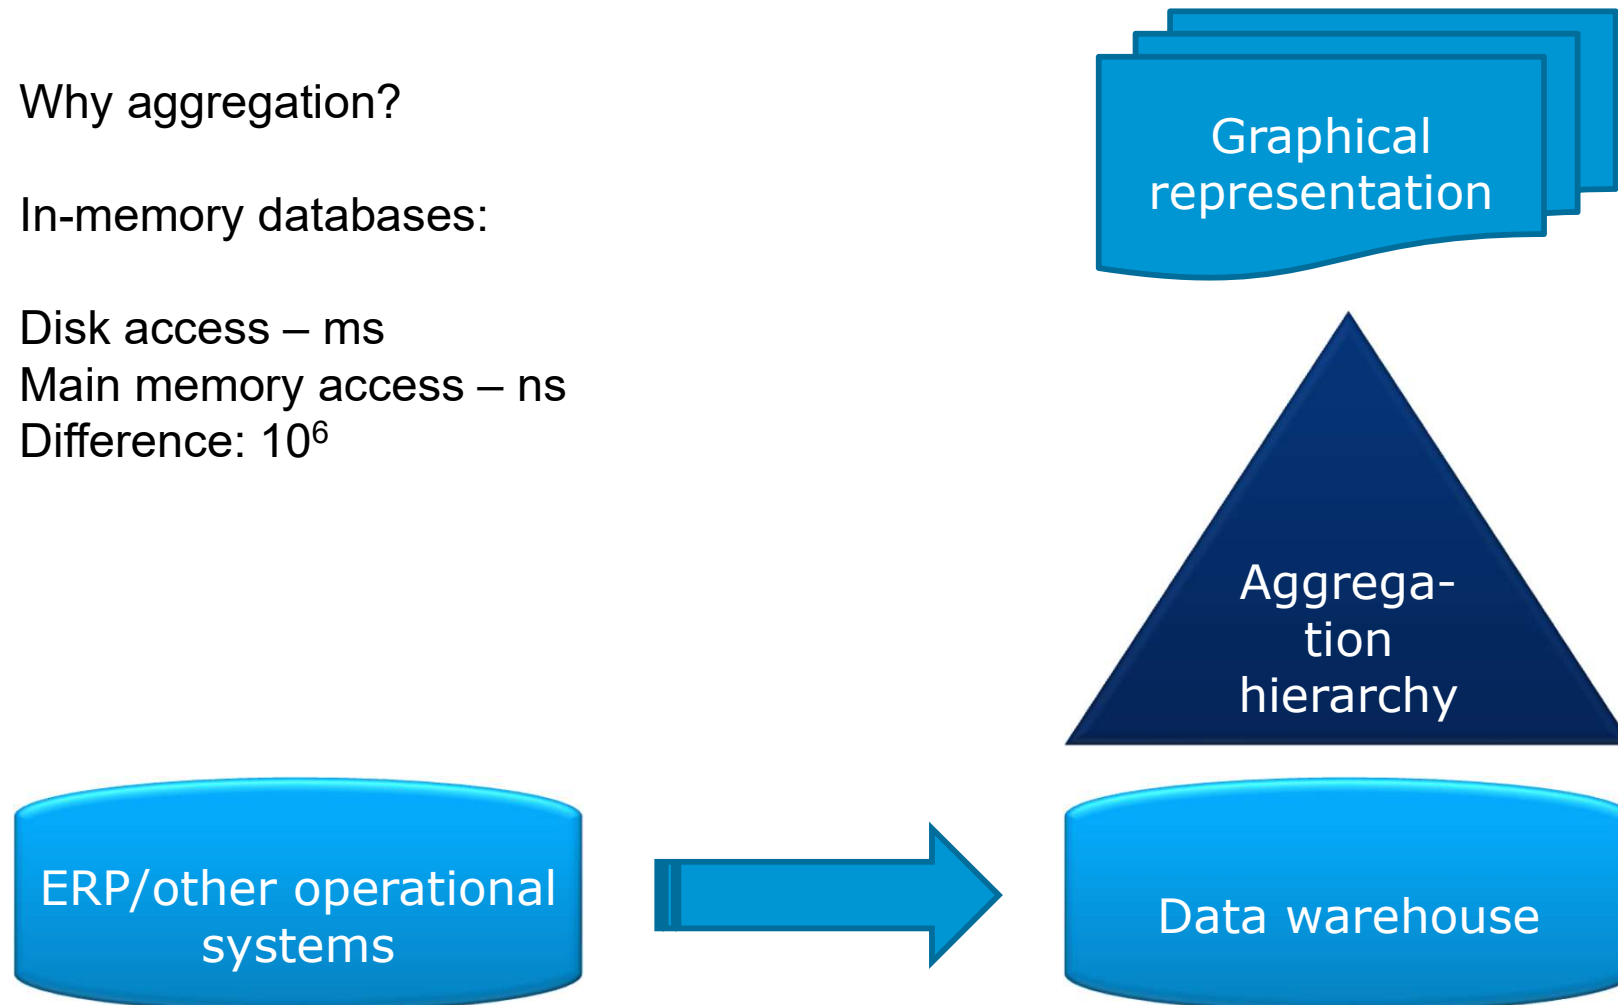 Why aggregation?
In-memory databases:
Disk access – ms
Main memory access – ns
Difference: 10⁶
Graphical
representation
Aggrega-
tion
hierarchy
ERP/other operational
systems
Data warehouse